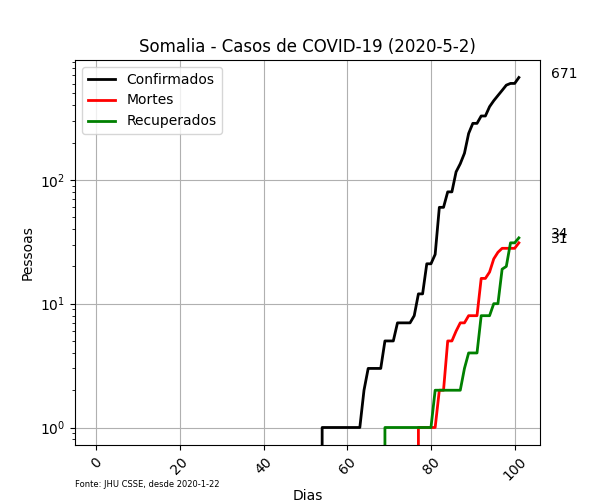 Somalia - Casos de COVID-19 (2020-5-2)
Confirmados
Mortes
Recuperados
671
34
31
10²
10¹
10⁰
Pessoas
0 20 40 60 80 100
Dias
Fonte: JHU CSSE, desde 2020-1-22